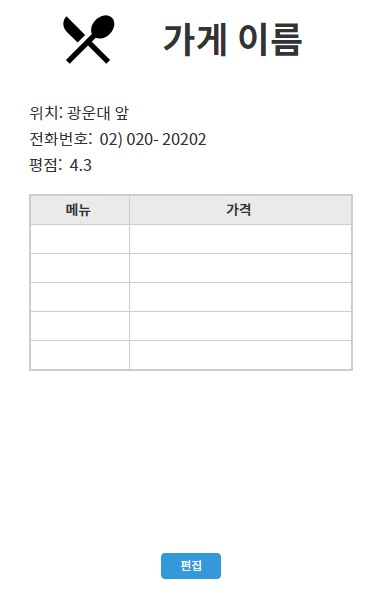 가게 이름
위치: 광운대 앞
전화번호: 02) 020- 20202
평점: 4.3
메뉴 가격
편집